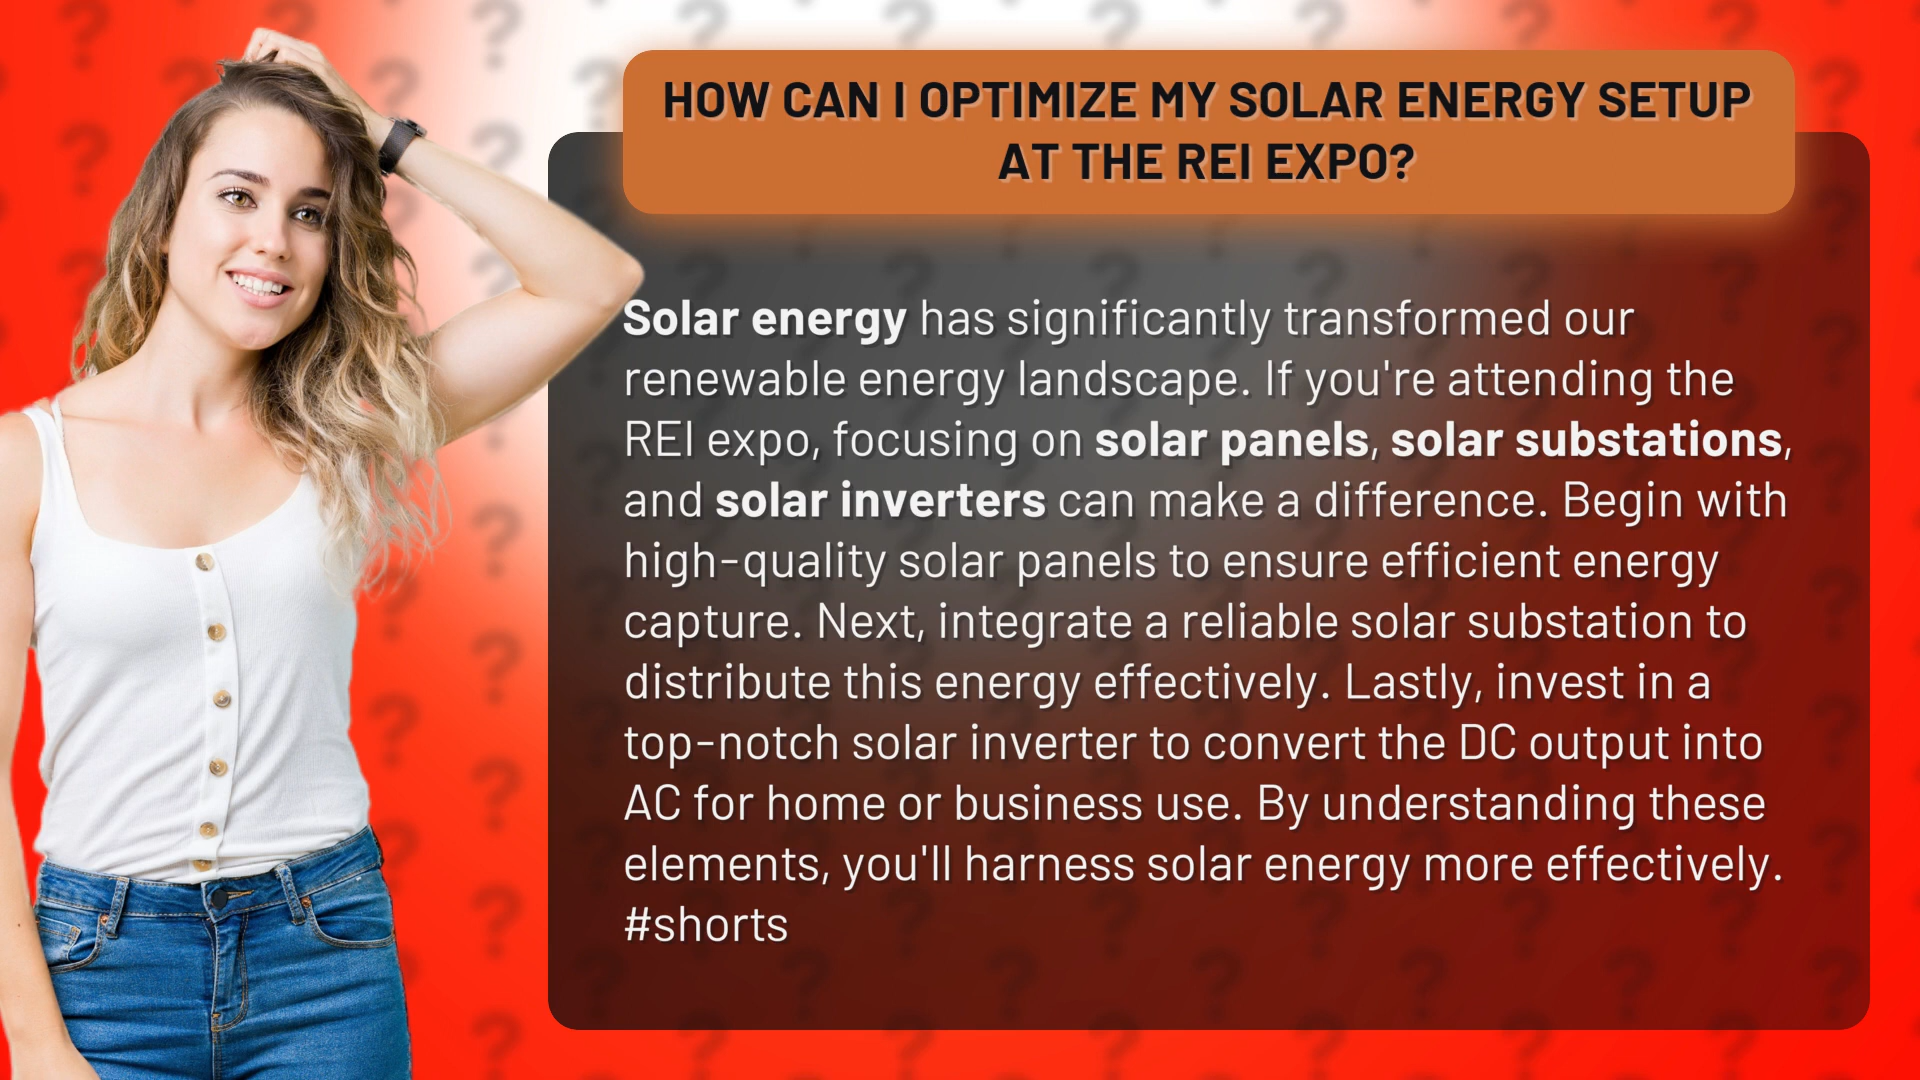 HOW CAN I OPTIMIZE MY SOLAR ENERGY SETUP
AT THE REI EXPO?
Solar energy has significantly transformed our
renewable energy landscape. If you're attending the
REI expo, focusing on solar panels, solar substations,
and solar inverters can make a difference. Begin with
high-quality solar panels to ensure efficient energy
capture. Next, integrate a reliable solar substation to
distribute this energy effectively. Lastly, invest in a
top-notch solar inverter to convert the DC output into
AC for home or business use. By understanding these
elements, you'll harness solar energy more effectively.
#shorts